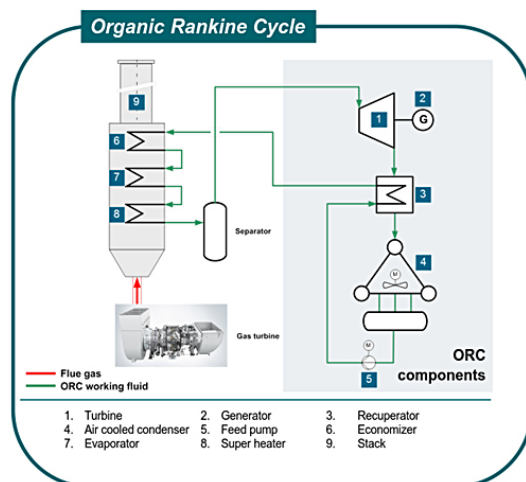 Organic Rankine Cycle
9
2
1
G
6
3
7
8
Separator
4
M
Gas turbine
M
5
ORC
components
Flue gas
ORC working fluid
1. Turbine 2. Generator 3. Recuperator
4. Air cooled condenser 5. Feed pump 6. Economizer
7. Evaporator 8. Super heater 9. Stack